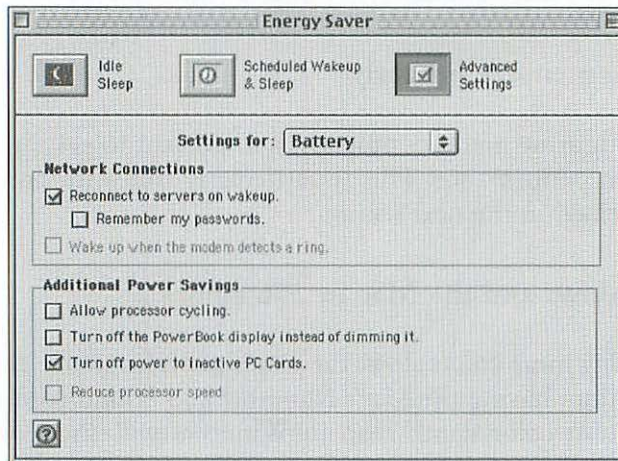 Energy Saver
Idle
Sleep
Scheduled Wakeup
& Sleep
Advanced
Settings
Settings for: Battery
Network Connections
Reconnect to servers on wakeup.
Remember my passwords.
Wake up when the modem detects a ring.
Additional Power Savings
Allow processor cycling.
Turn off the PowerBook display instead of dimming it.
Turn off power to inactive PC Cards.
Reduce processor speed
?